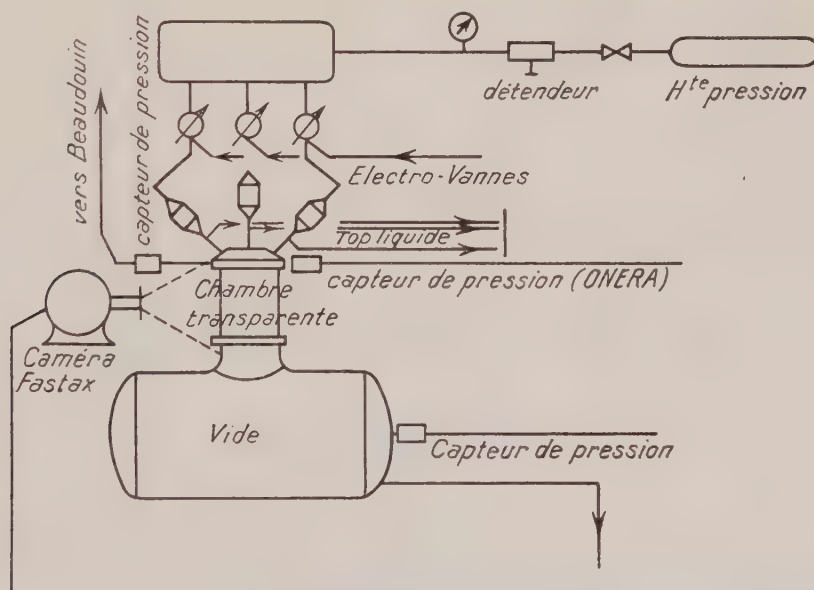 vers Beaudouin
capteur de pression
détendeur
Hte pression
Electro-Vannes
Top liquide
capteur de pression (ONERA)
Chambre
transparente
Caméra
Fastax
Vide
Capteur de pression